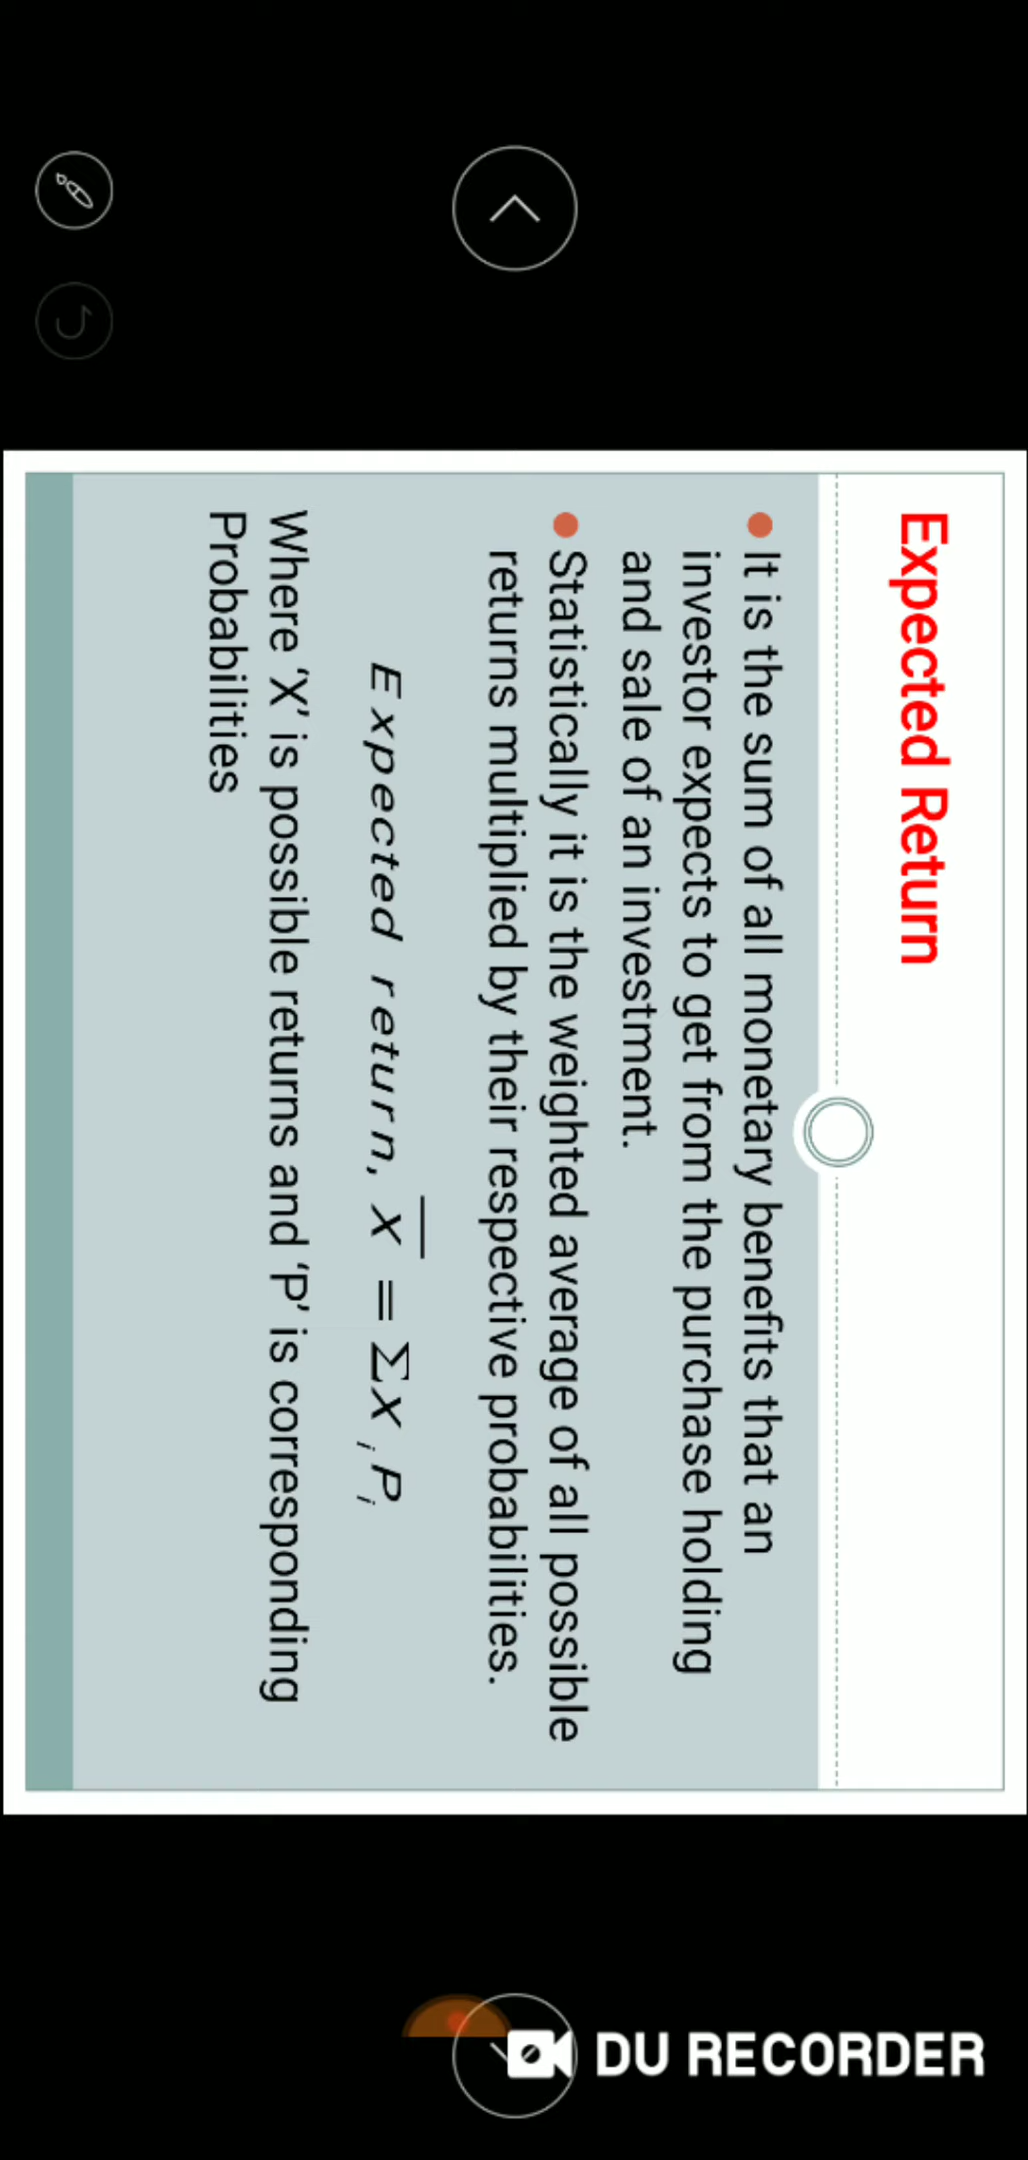 Expected Return
It is the sum of all monetary benefits that an
investor expects to get from the purchase holding
and sale of an investment.
Statistically it is the weighted average of all possible
returns multiplied by their respective probabilities.
Expected return, X̅ = ΣXᵢPᵢ
Where ‘X’ is possible returns and ‘P’ is corresponding
Probabilities
DU RECORDER